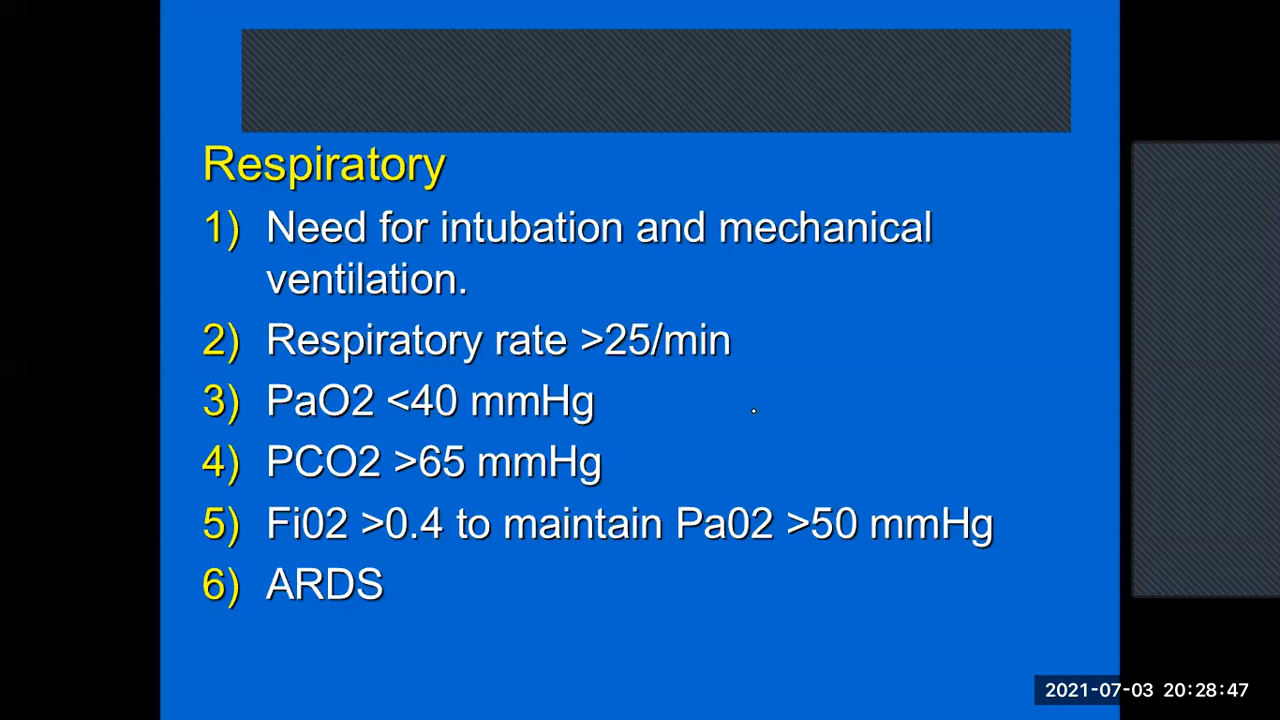 Respiratory
1) Need for intubation and mechanical
ventilation.
2) Respiratory rate >25/min
3) PaO2 <40 mmHg
4) PCO2 >65 mmHg
5) Fi02 >0.4 to maintain Pa02 >50 mmHg
6) ARDS
2021-07-03 20:28:47